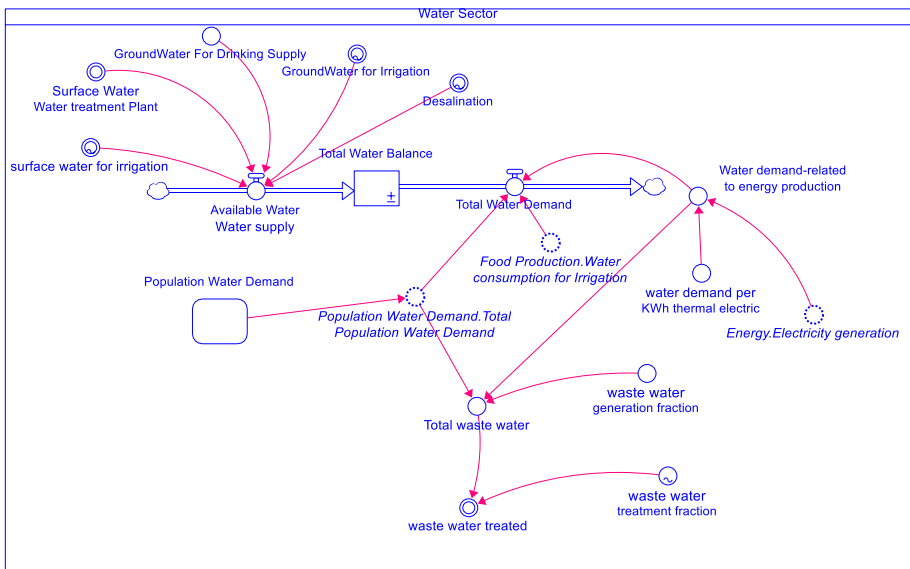 Water Sector
GroundWater For Drinking Supply
GroundWater for Irrigation
Surface Water
Water treatment Plant
Desalination
surface water for irrigation
Total Water Balance
Water demand-related
to energy production
±
Available Water
Water supply
Total Water Demand
Food Production.Water
consumption for Irrigation
Population Water Demand
water demand per
KWh thermal electric
Population Water Demand.Total
Population Water Demand
Energy.Electricity generation
waste water
generation fraction
Total waste water
waste water
treatment fraction
waste water treated